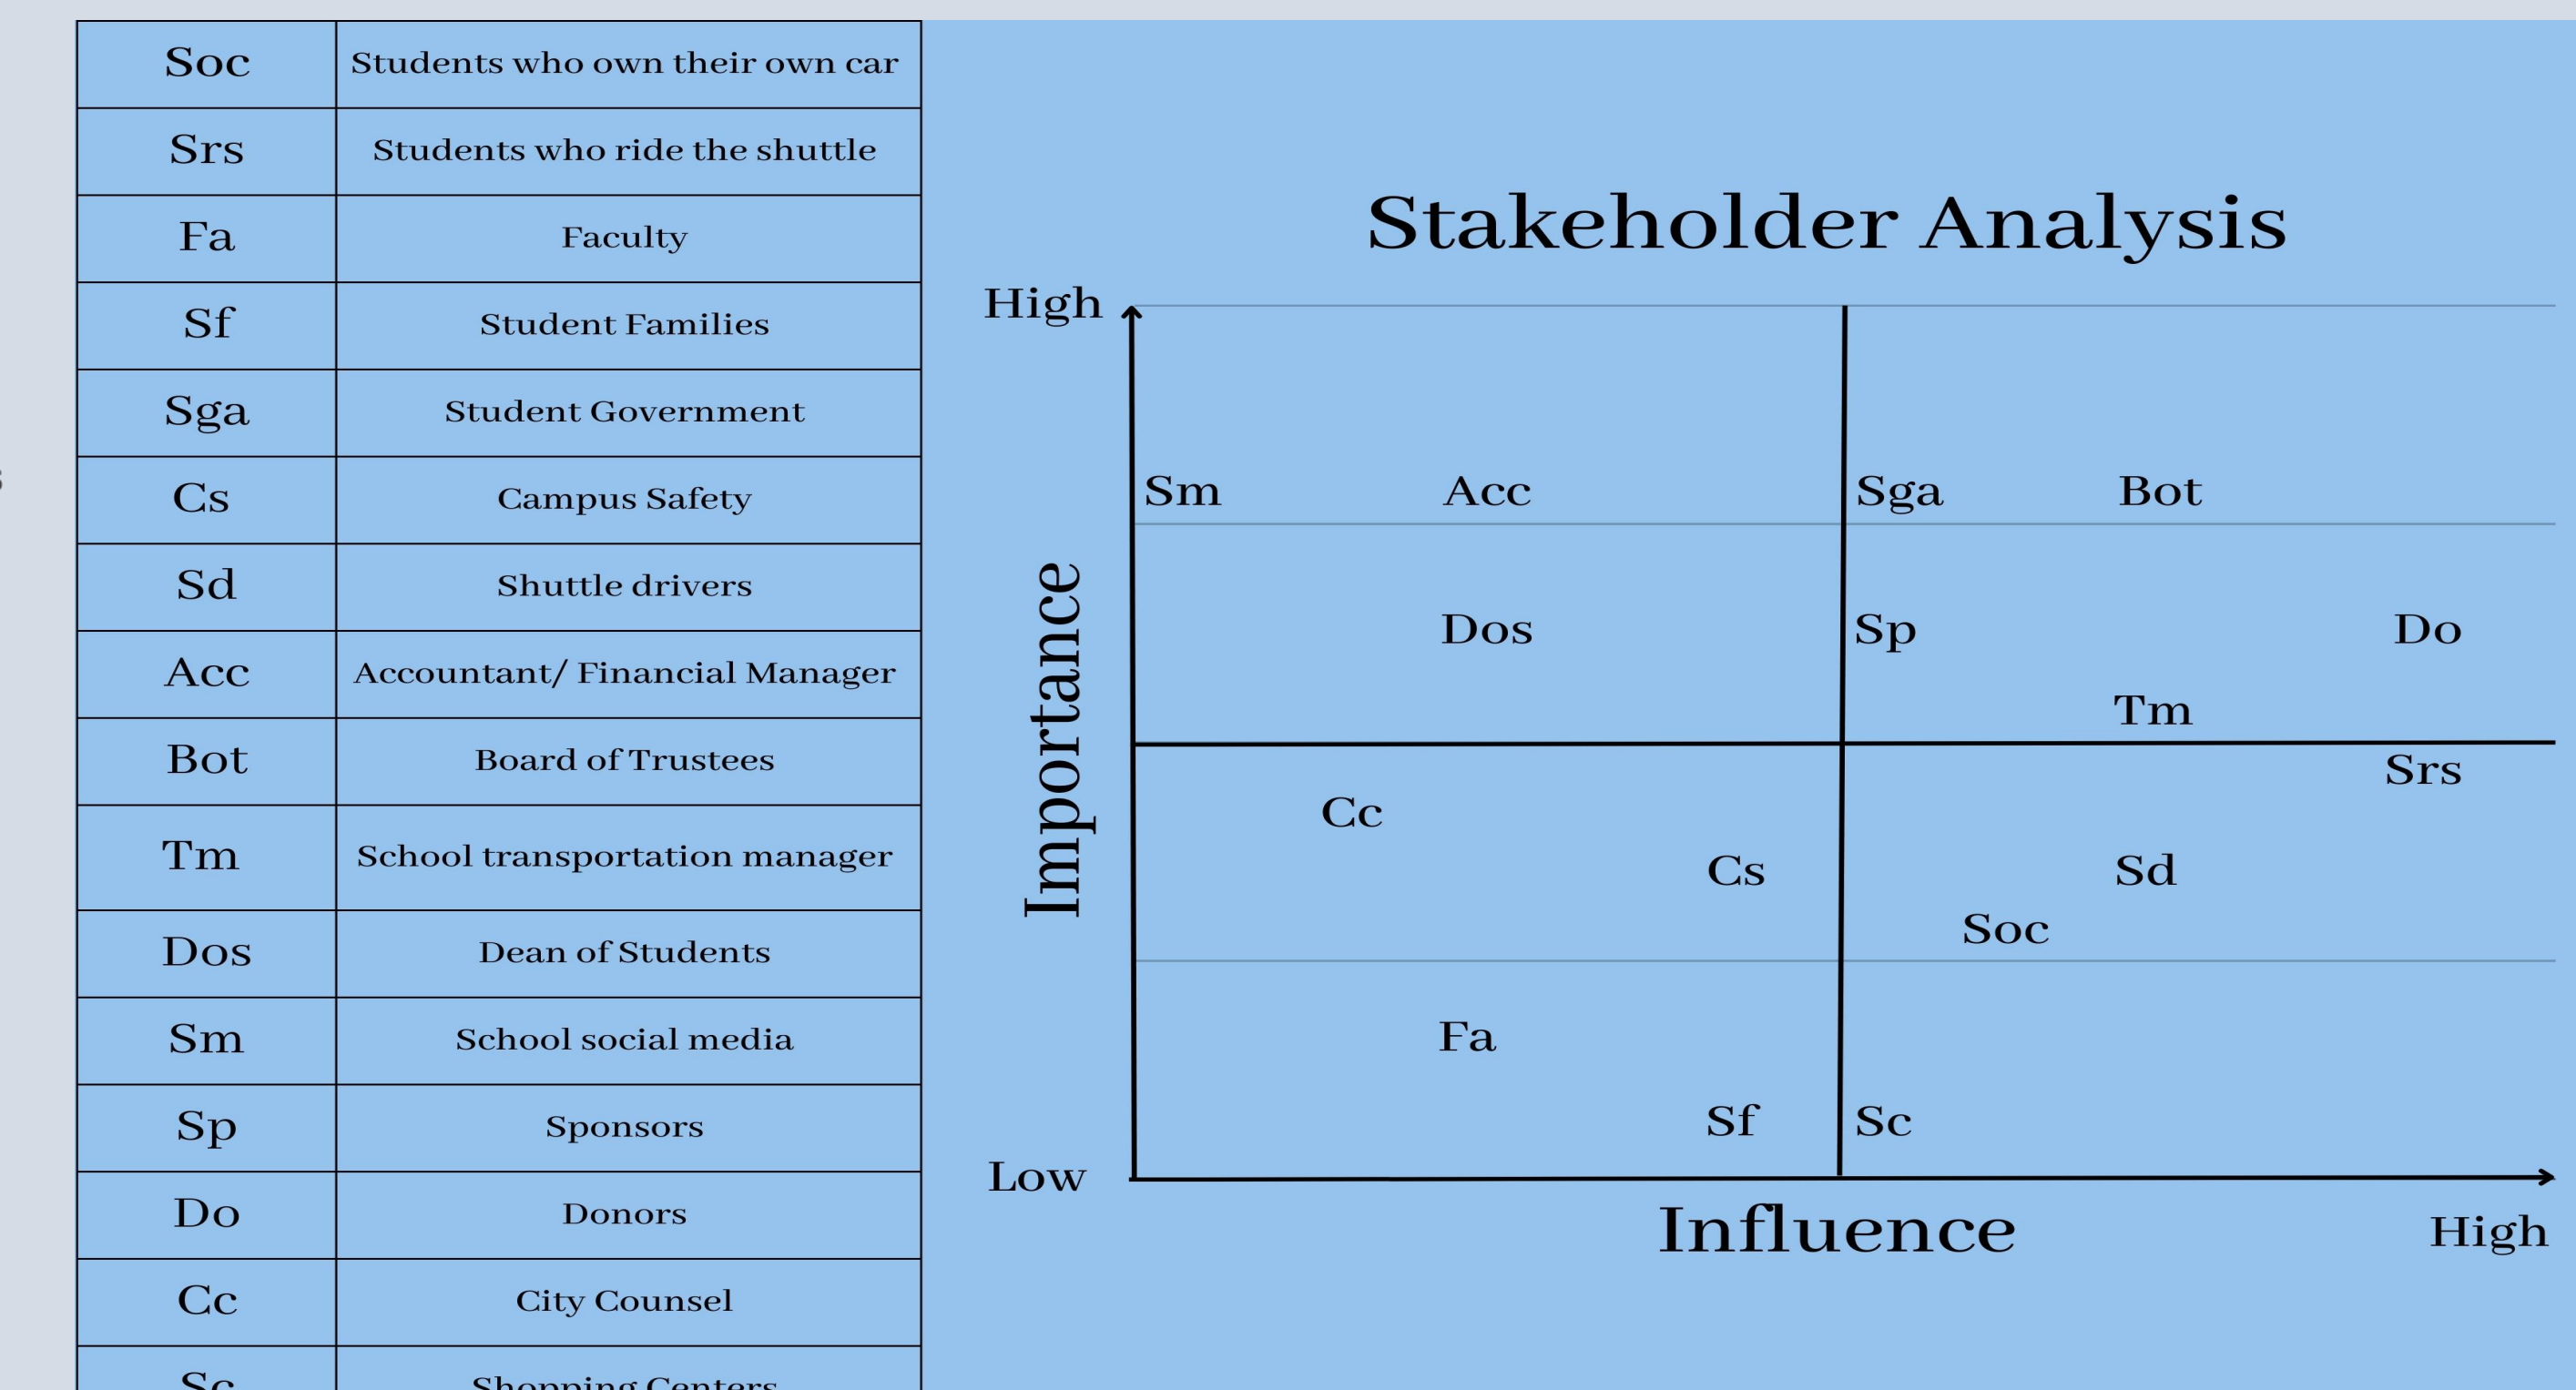 Soc Students who own their own car
Srs Students who ride the shuttle
Fa Faculty
Sf Student Families
Sga Student Government
Cs Campus Safety
Sd Shuttle drivers
Acc Accountant/ Financial Manager
Bot Board of Trustees
Tm School transportation manager
Dos Dean of Students
Sm School social media
Sp Sponsors
Do Donors
Cc City Counsel
Sc Shopping Centers
Stakeholder Analysis
High
Importance
Sm Acc Sga Bot
Dos Sp Do
Tm
Srs
Cc
Cs Sd
Soc
Fa
Sf Sc
Low
Influence
High